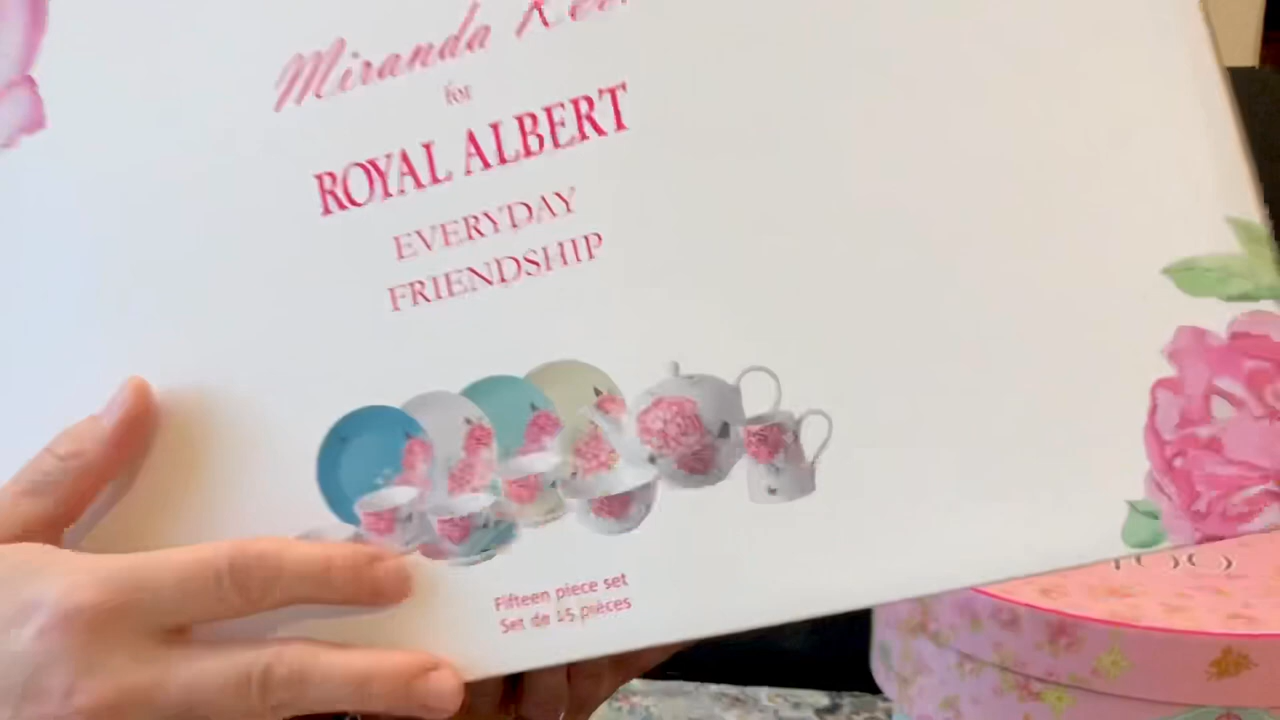 Miranda
for
ROYAL ALBERT
EVERYDAY
FRIENDSHIP
Fifteen piece set
Set de 15 pièces